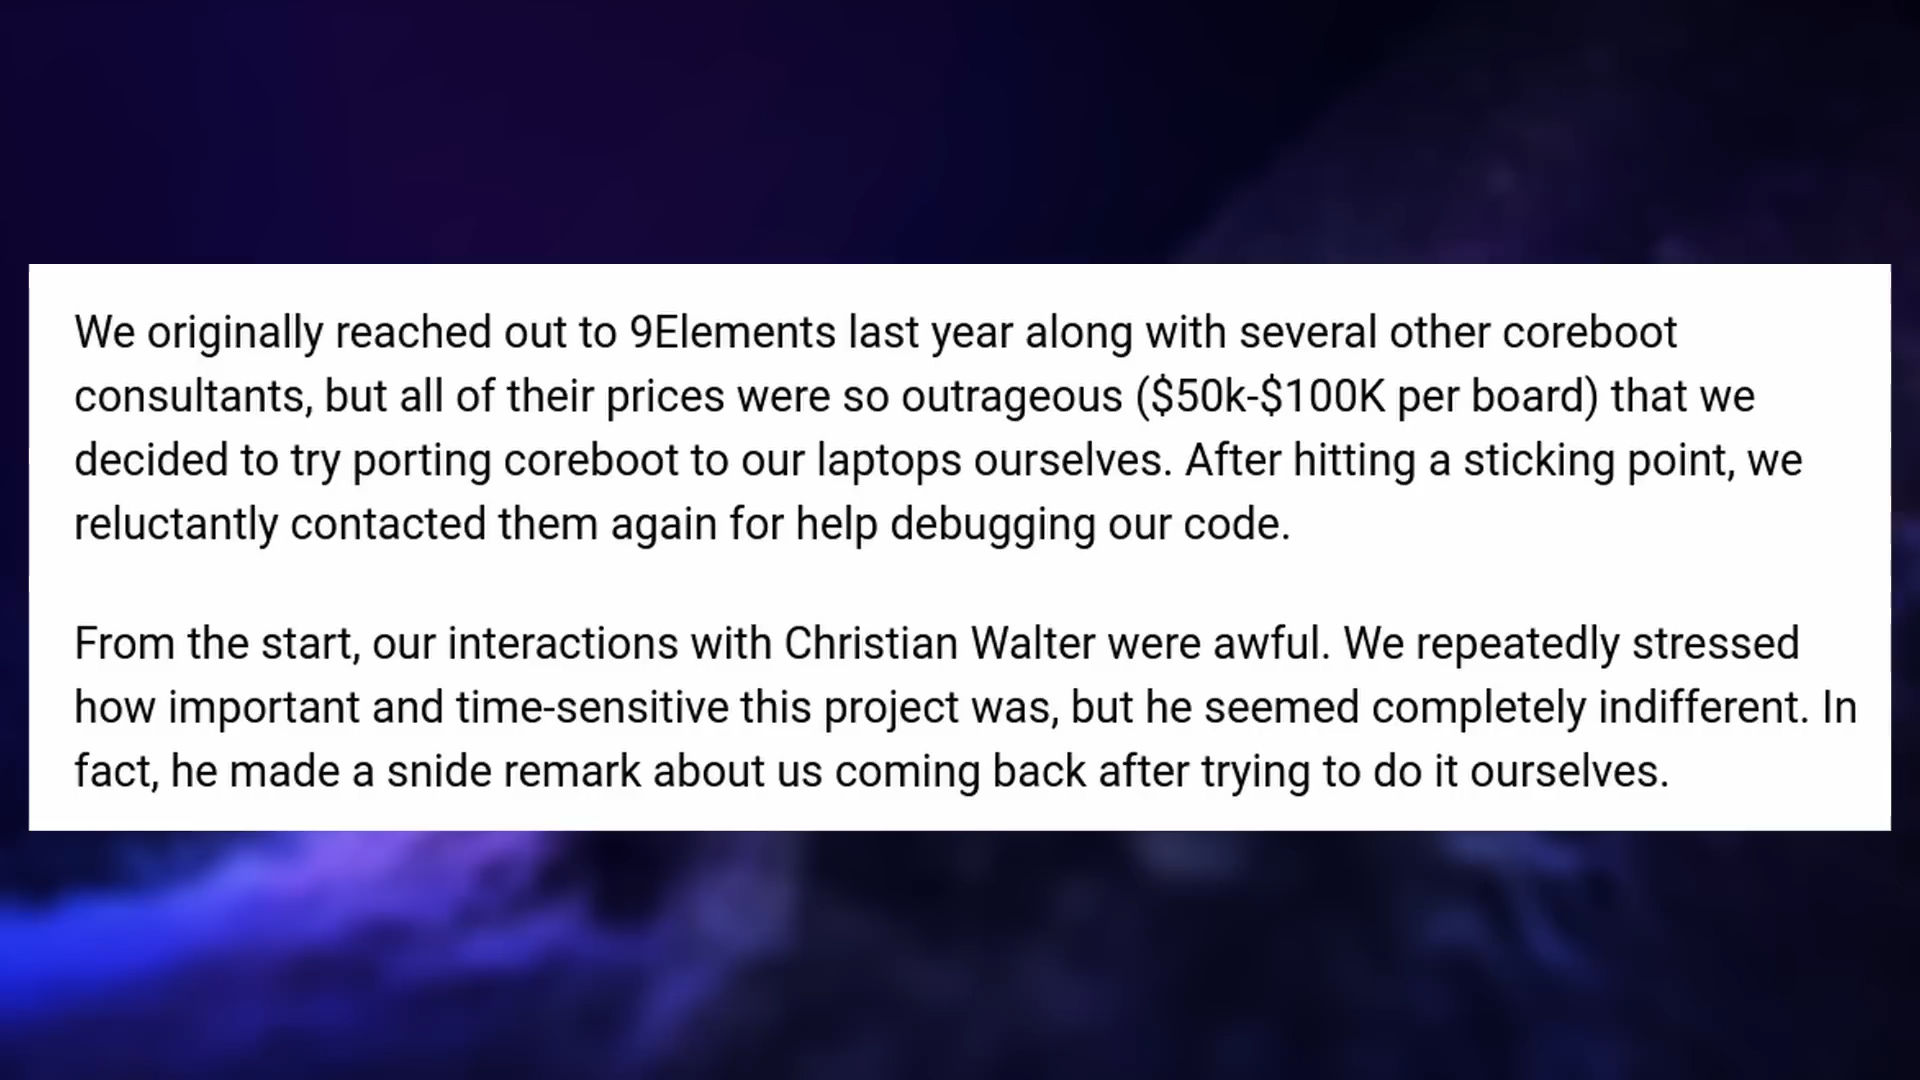 We originally reached out to 9Elements last year along with several other coreboot
consultants, but all of their prices were so outrageous ($50k-$100K per board) that we
decided to try porting coreboot to our laptops ourselves. After hitting a sticking point, we
reluctantly contacted them again for help debugging our code.
From the start, our interactions with Christian Walter were awful. We repeatedly stressed
how important and time-sensitive this project was, but he seemed completely indifferent. In
fact, he made a snide remark about us coming back after trying to do it ourselves.